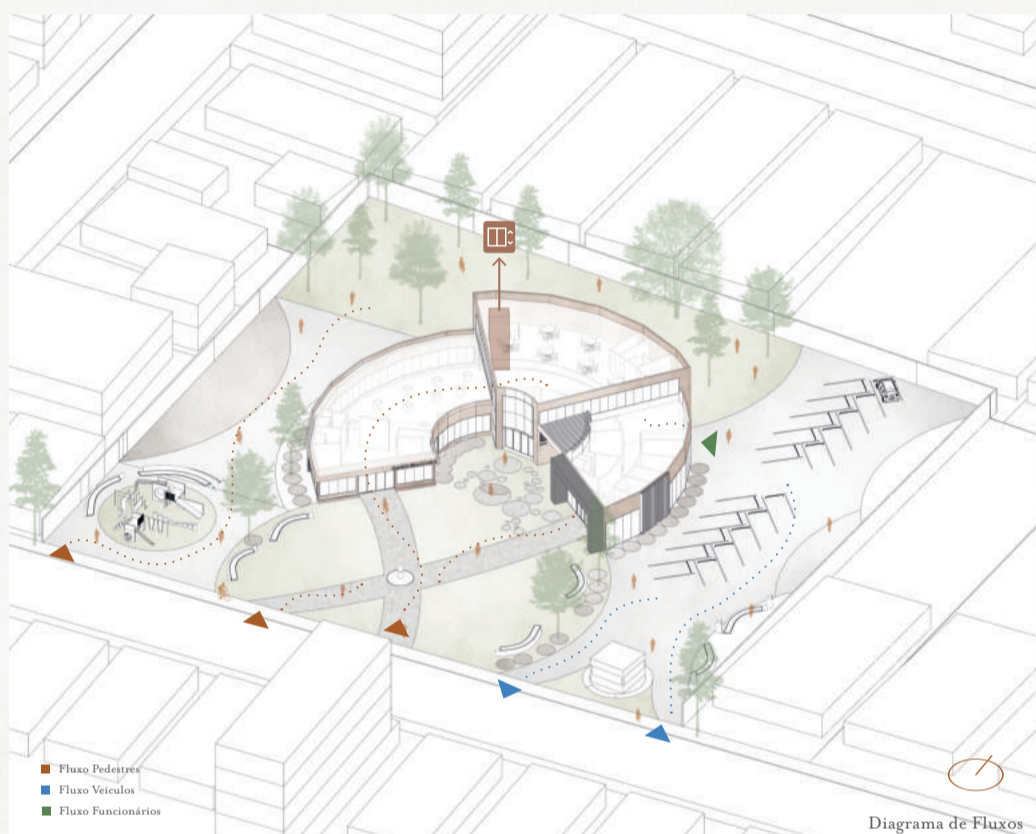 Fluxo Pedestres
Fluxo Veículos
Fluxo Funcionários
Diagrama de Fluxos